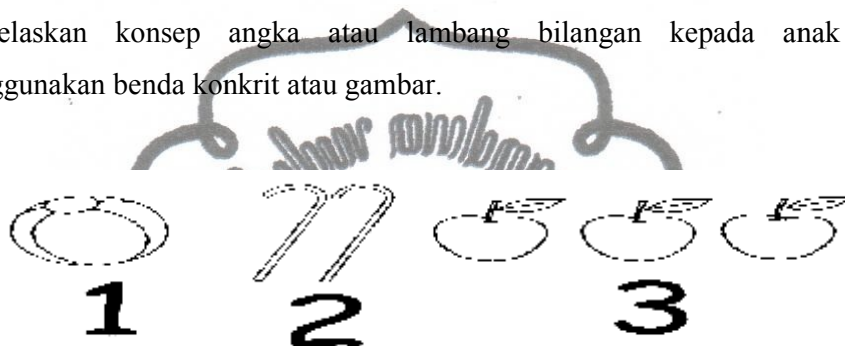 elaskan konsep angka atau lambang bilangan kepada anak
ggunakan benda konkrit atau gambar.
1 2 3